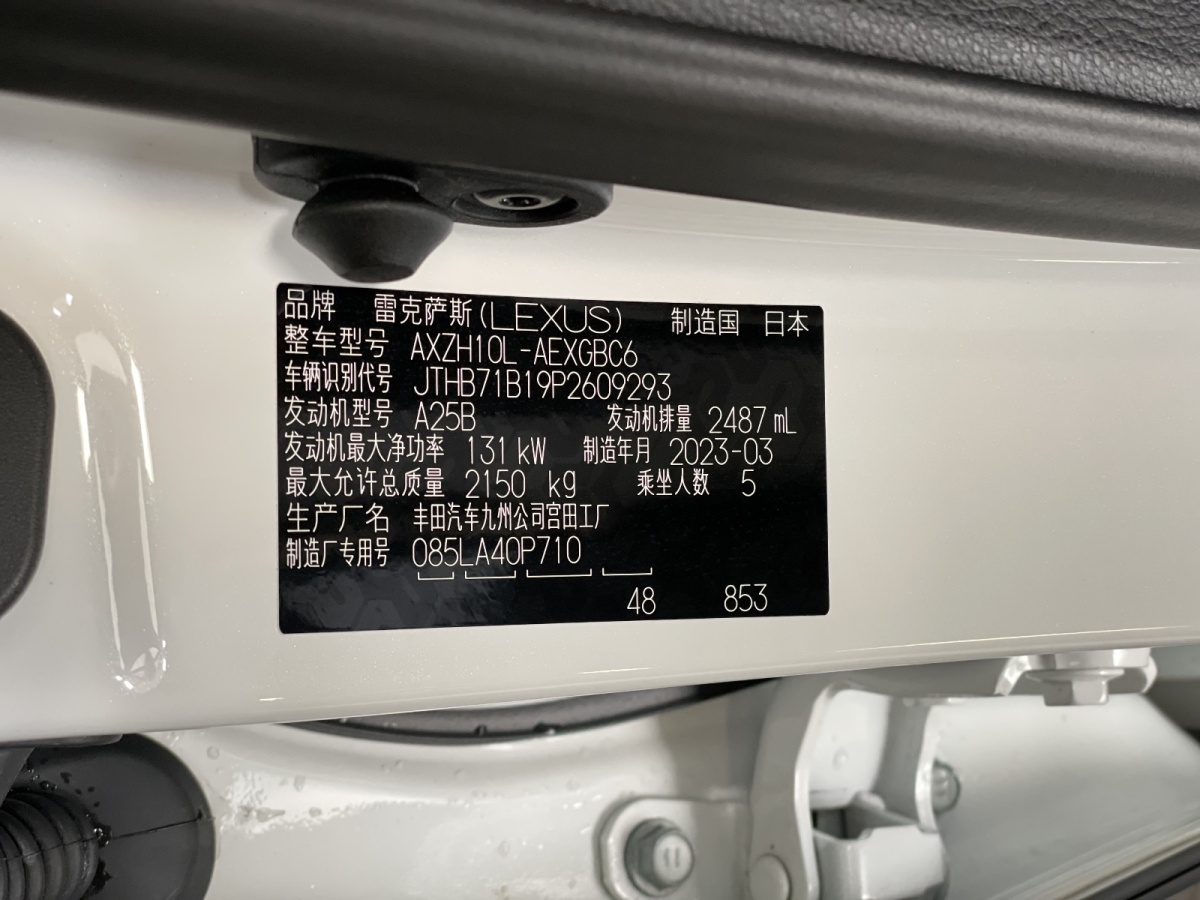 品牌 雷克萨斯(LEXUS) 制造国 日本
整车型号 AXZH10L-AEXGBC6
车辆识别代号 JTHB71B19P2609293
发动机型号 A25B 发动机排量 2487 mL
发动机最大净功率 131 kW 制造年月 2023-03
最大允许总质量 2150 kg 乘坐人数 5
生产厂名 丰田汽车九州公司宫田工厂
制造厂专用号 085LA40P710
48 853